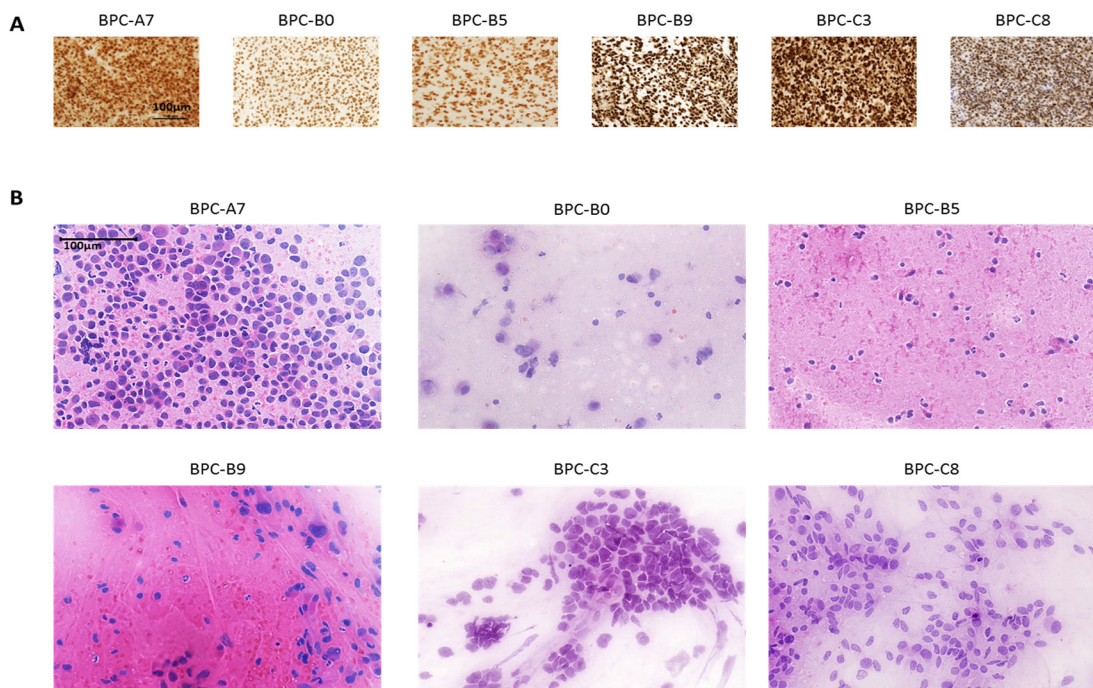 A
BPC-A7 BPC-B0 BPC-B5 BPC-B9 BPC-C3 BPC-C8
100µm
B
BPC-A7 BPC-B0 BPC-B5
100µm
BPC-B9 BPC-C3 BPC-C8